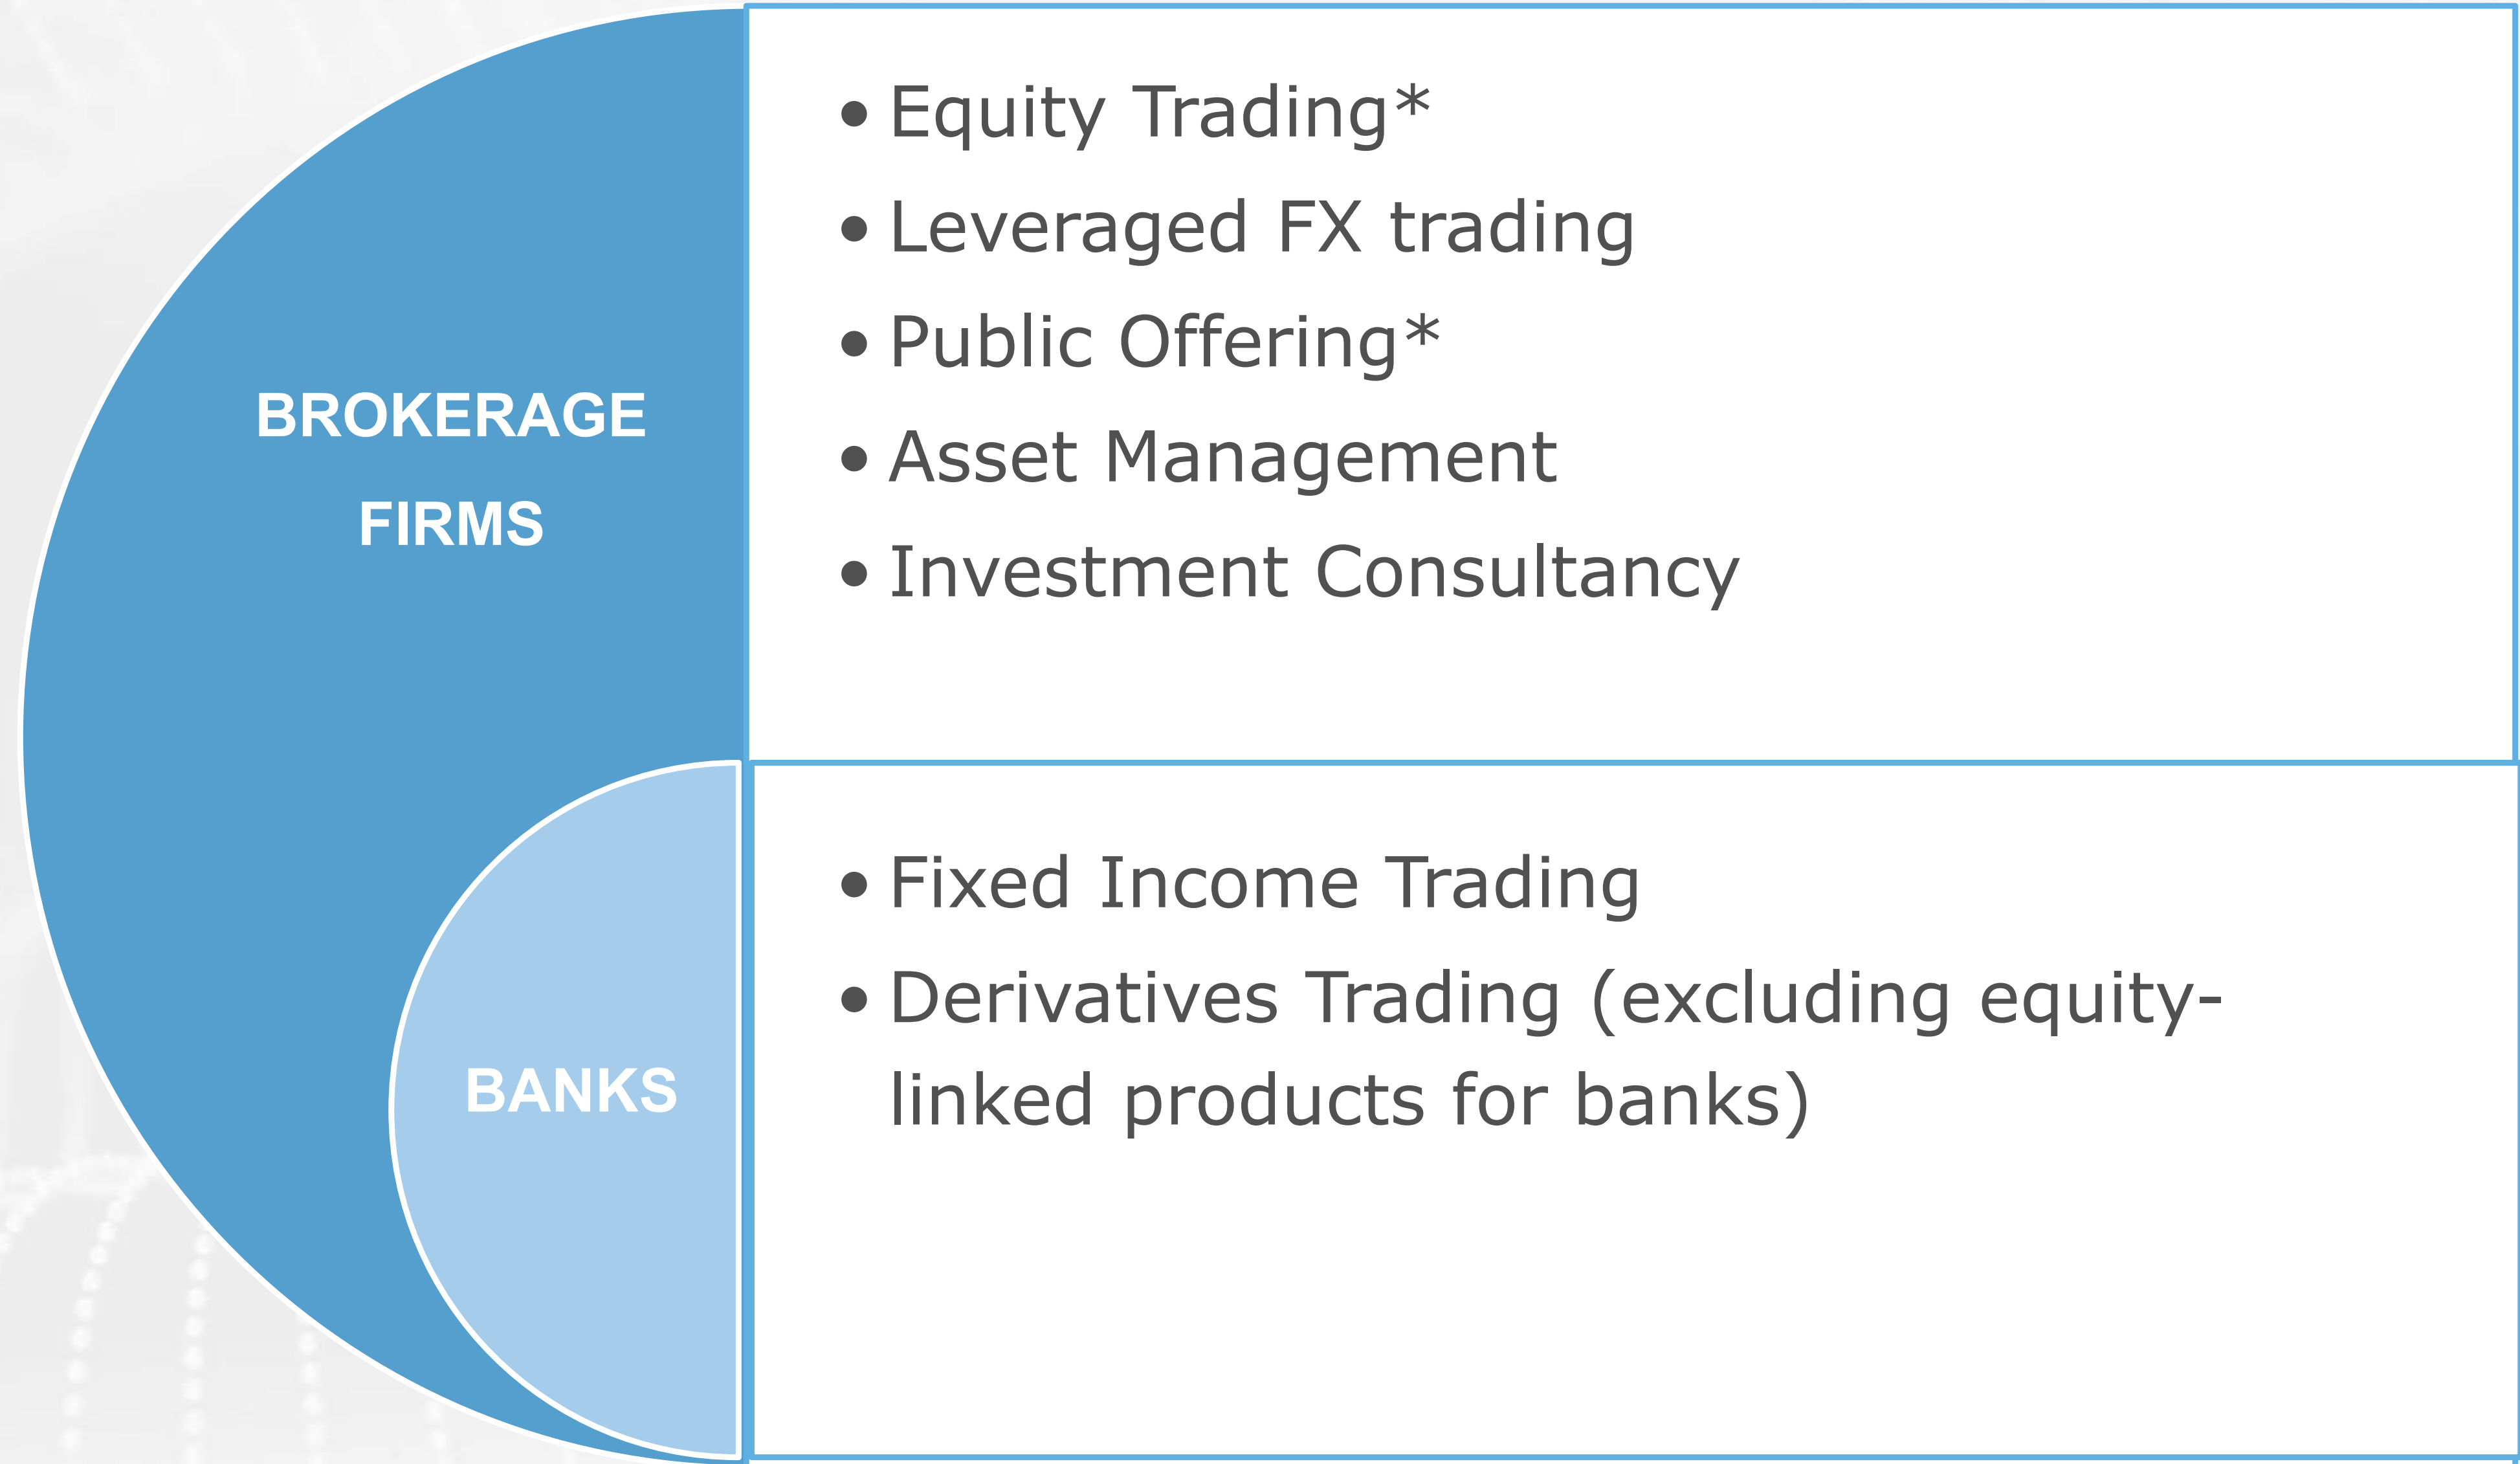 BROKERAGE
FIRMS
• Equity Trading*
• Leveraged FX trading
• Public Offering*
• Asset Management
• Investment Consultancy
BANKS
• Fixed Income Trading
• Derivatives Trading (excluding equity-
linked products for banks)